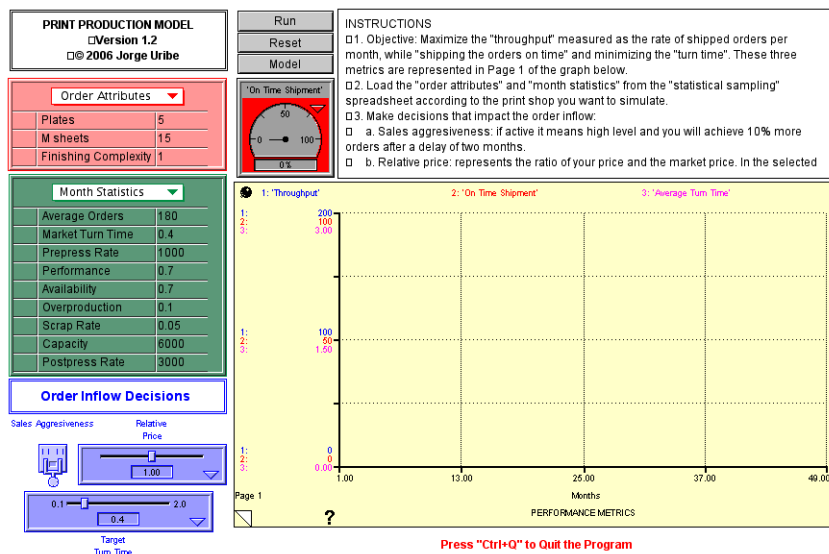 PRINT PRODUCTION MODEL
□Version 1.2
□© 2006 Jorge Uribe
Order Attributes
Plates 5
M sheets 15
Finishing Complexity 1
Month Statistics
Average Orders 180
Market Turn Time 0.4
Prepress Rate 1000
Performance 0.7
Availability 0.7
Overproduction 0.1
Scrap Rate 0.05
Capacity 6000
Postpress Rate 3000
Order Inflow Decisions
Sales Aggresiveness
Relative
Price
1.00
0.1 2.0
0.4
Target
Turn Time
Run
Reset
Model
'On Time Shipment'
50
0 100
0%
INSTRUCTIONS
□1. Objective: Maximize the "throughput" measured as the rate of shipped orders per
month, while "shipping the orders on time" and minimizing the "turn time". These three
metrics are represented in Page 1 of the graph below.
□2. Load the "order attributes" and "month statistics" from the "statistical sampling"
spreadsheet according to the print shop you want to simulate.
□3. Make decisions that impact the order inflow:
□ a. Sales aggresiveness: if active it means high level and you will achieve 10% more
orders after a delay of two months.
□ b. Relative price: represents the ratio of your price and the market price. In the selected
1: 'Throughput' 2: 'On Time Shipment' 3: 'Average Turn Time'
1: 200
2: 100
3: 3.00
1: 100
2: 50
3: 1.50
1: 0
2: 0
3: 0.00
1.00 13.00 25.00 37.00 49.00
Page 1 Months
? PERFORMANCE METRICS
Press "Ctrl+Q" to Quit the Program